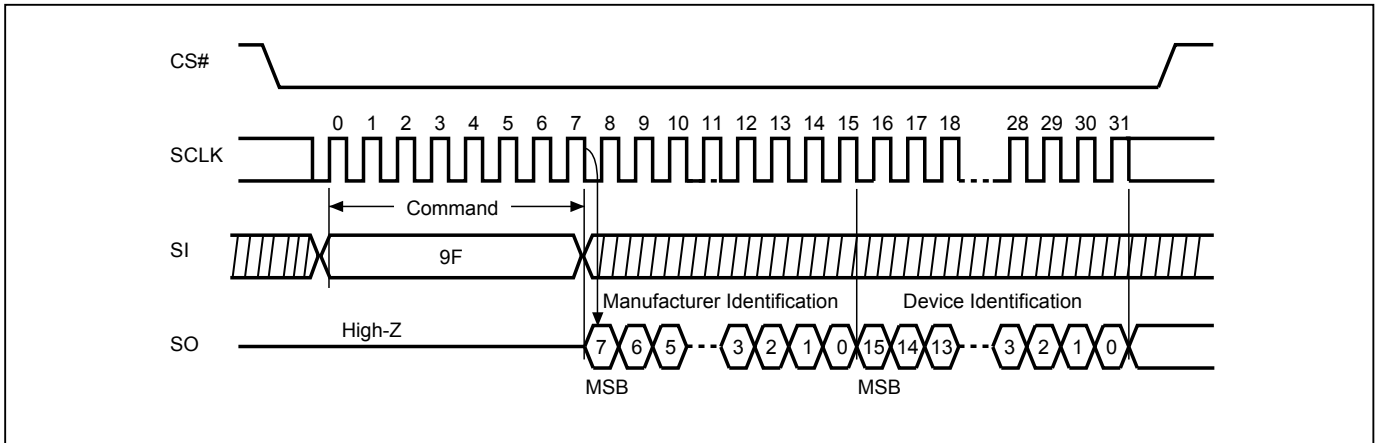 CS#
0 1 2 3 4 5 6 7 8 9 10 11 12 13 14 15 16 17 18 28 29 30 31
SCLK
Command
SI
9F
Manufacturer Identification Device Identification
High-Z
SO
7 6 5 3 2 1 0 15 14 13 3 2 1 0
MSB MSB